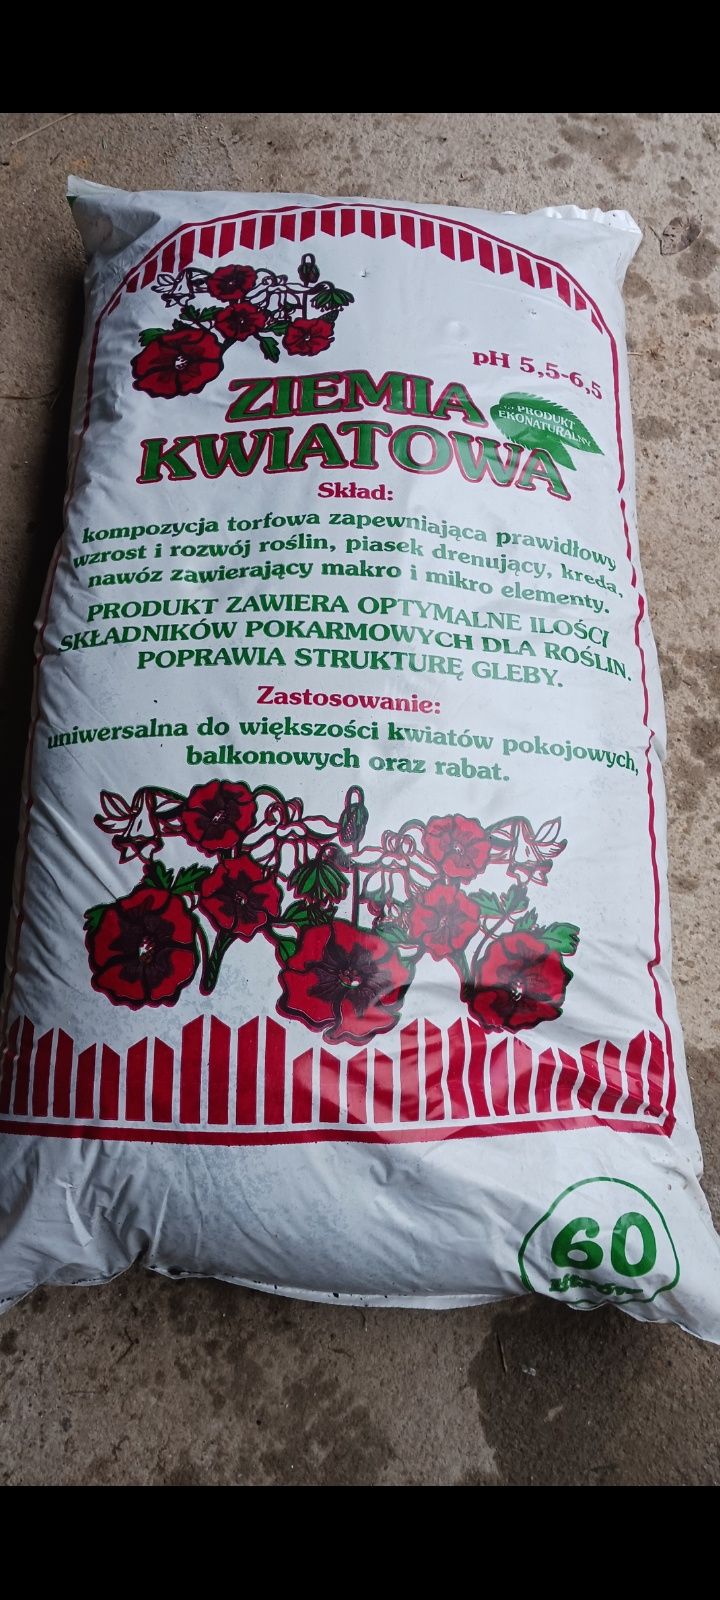 pH 5,5-6,5
ZIEMIA
KWIATOWA
PRODUKT
EKONATURALNY
Skład:
kompozycja torfowa zapewniająca prawidłowy
wzrost i rozwój roślin, piasek drenujący, kreda,
nawóz zawierający makro i mikro elementy.
PRODUKT ZAWIERA OPTYMALNE ILOŚCI
SKŁADNIKÓW POKARMOWYCH DLA ROŚLIN.
POPRAWIA STRUKTURĘ GLEBY.
Zastosowanie:
uniwersalna do większości kwiatów pokojowych,
balkonowych oraz rabat.
60
litrów